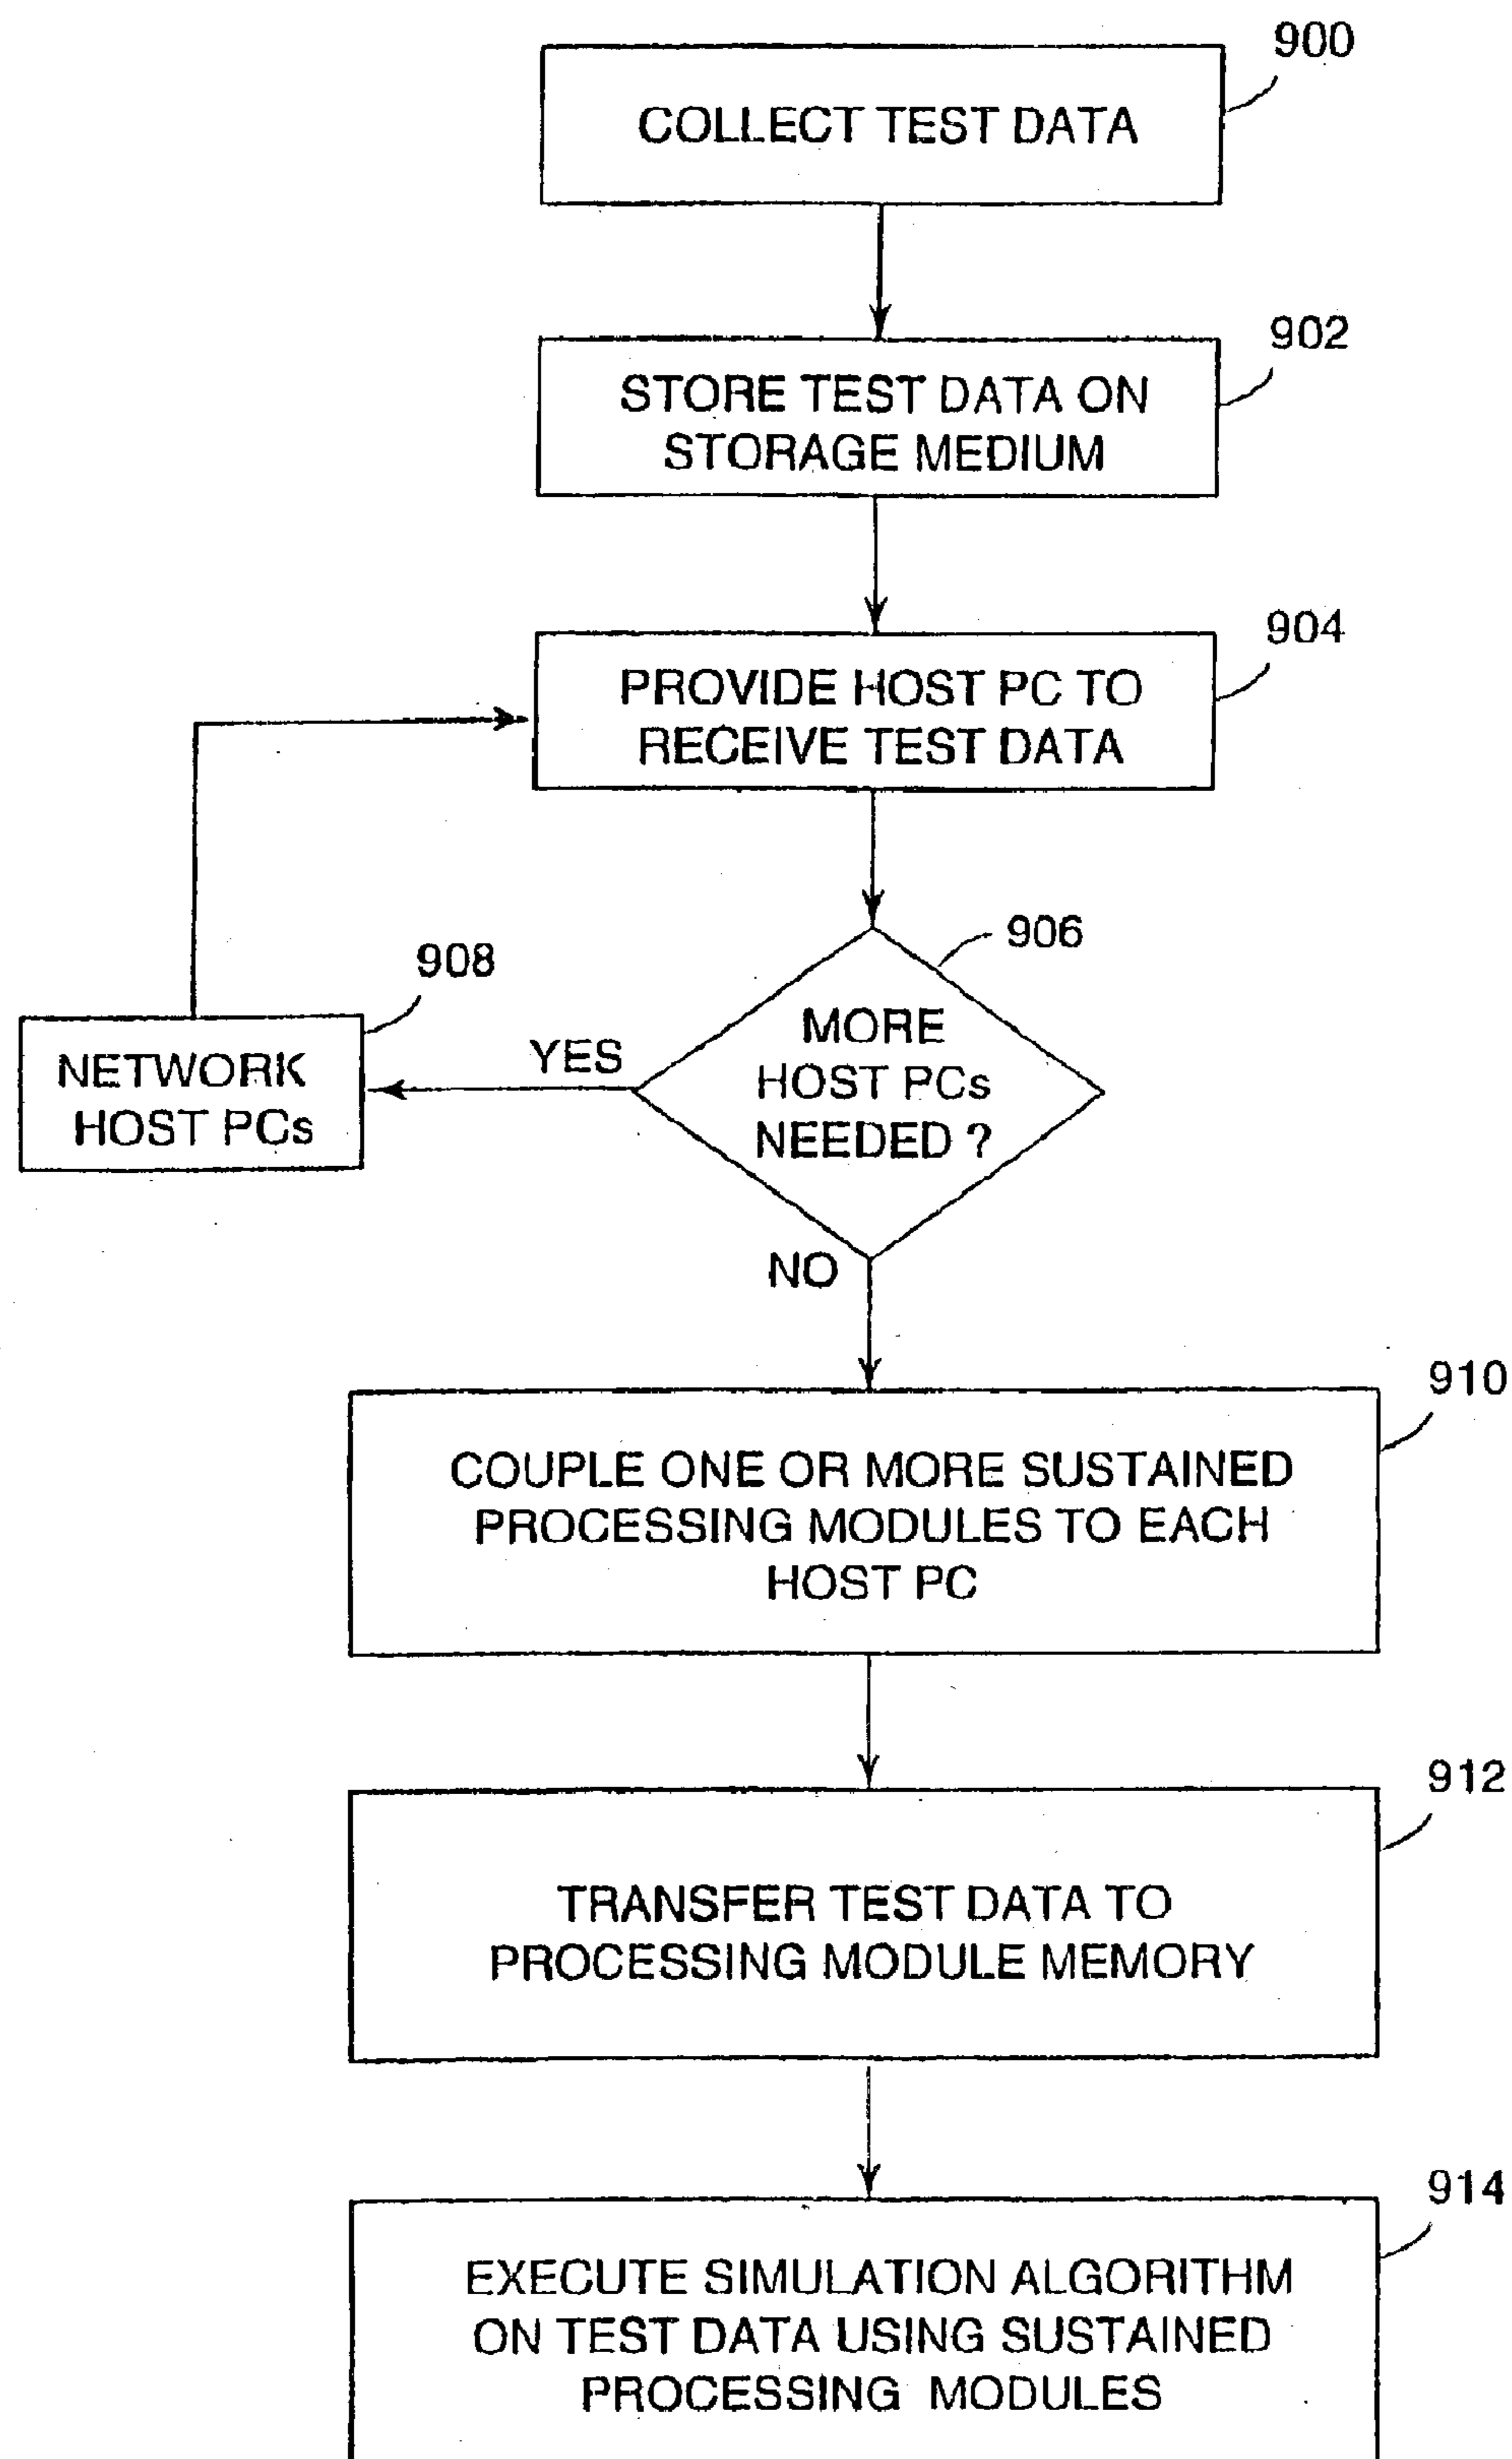 900
COLLECT TEST DATA
902
STORE TEST DATA ON
STORAGE MEDIUM
904
PROVIDE HOST PC TO
RECEIVE TEST DATA
906
MORE
HOST PCs
NEEDED ?
YES
908
NETWORK
HOST PCs
NO
910
COUPLE ONE OR MORE SUSTAINED
PROCESSING MODULES TO EACH
HOST PC
912
TRANSFER TEST DATA TO
PROCESSING MODULE MEMORY
914
EXECUTE SIMULATION ALGORITHM
ON TEST DATA USING SUSTAINED
PROCESSING MODULES